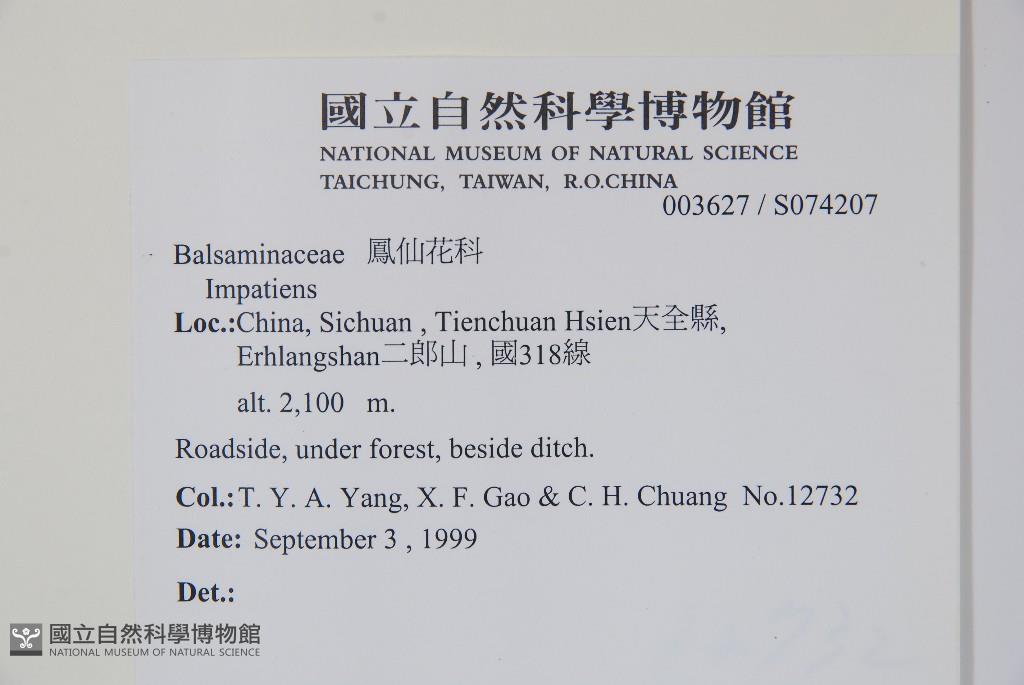 國立自然科學博物館
NATIONAL MUSEUM OF NATURAL SCIENCE
TAICHUNG, TAIWAN, R.O.CHINA
003627 / S074207
Balsaminaceae 鳳仙花科
Impatiens
Loc.:China, Sichuan , Tienchuan Hsien天全縣,
Erhlangshan二郎山 , 國318線
alt. 2,100 m.
Roadside, under forest, beside ditch.
Col.:T. Y. A. Yang, X. F. Gao & C. H. Chuang No.12732
Date: September 3 , 1999
Det.:
國立自然科學博物館
NATIONAL MUSEUM OF NATURAL SCIENCE